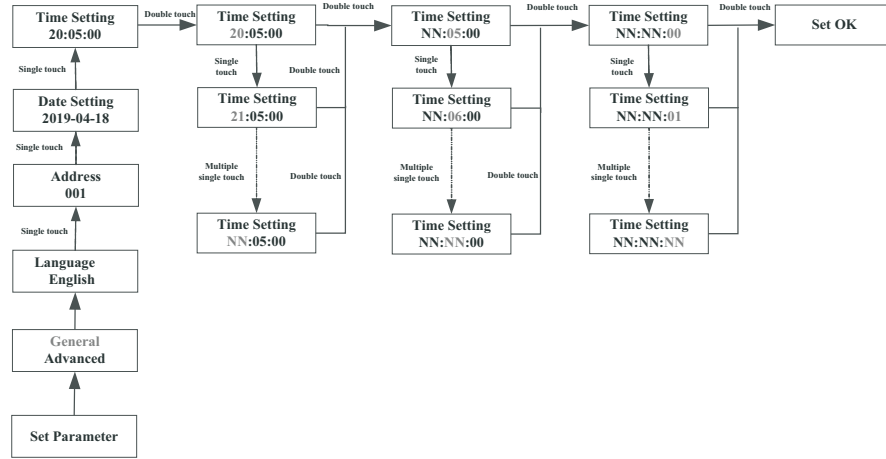 Time Setting
20:05:00
Double touch
Time Setting
20:05:00
Double touch
Time Setting
NN:05:00
Double touch
Time Setting
NN:NN:00
Double touch
Set OK
Single touch
Single
touch
Double touch
Single
touch
Single
touch
Date Setting
2019-04-18
Time Setting
21:05:00
Time Setting
NN:06:00
Time Setting
NN:NN:01
Single touch
Address
001
Multiple
single touch
Double touch
Multiple
single touch
Double touch
Multiple
single touch
Single touch
Time Setting
NN:05:00
Time Setting
NN:NN:00
Time Setting
NN:NN:NN
Language
English
General
Advanced
Set Parameter